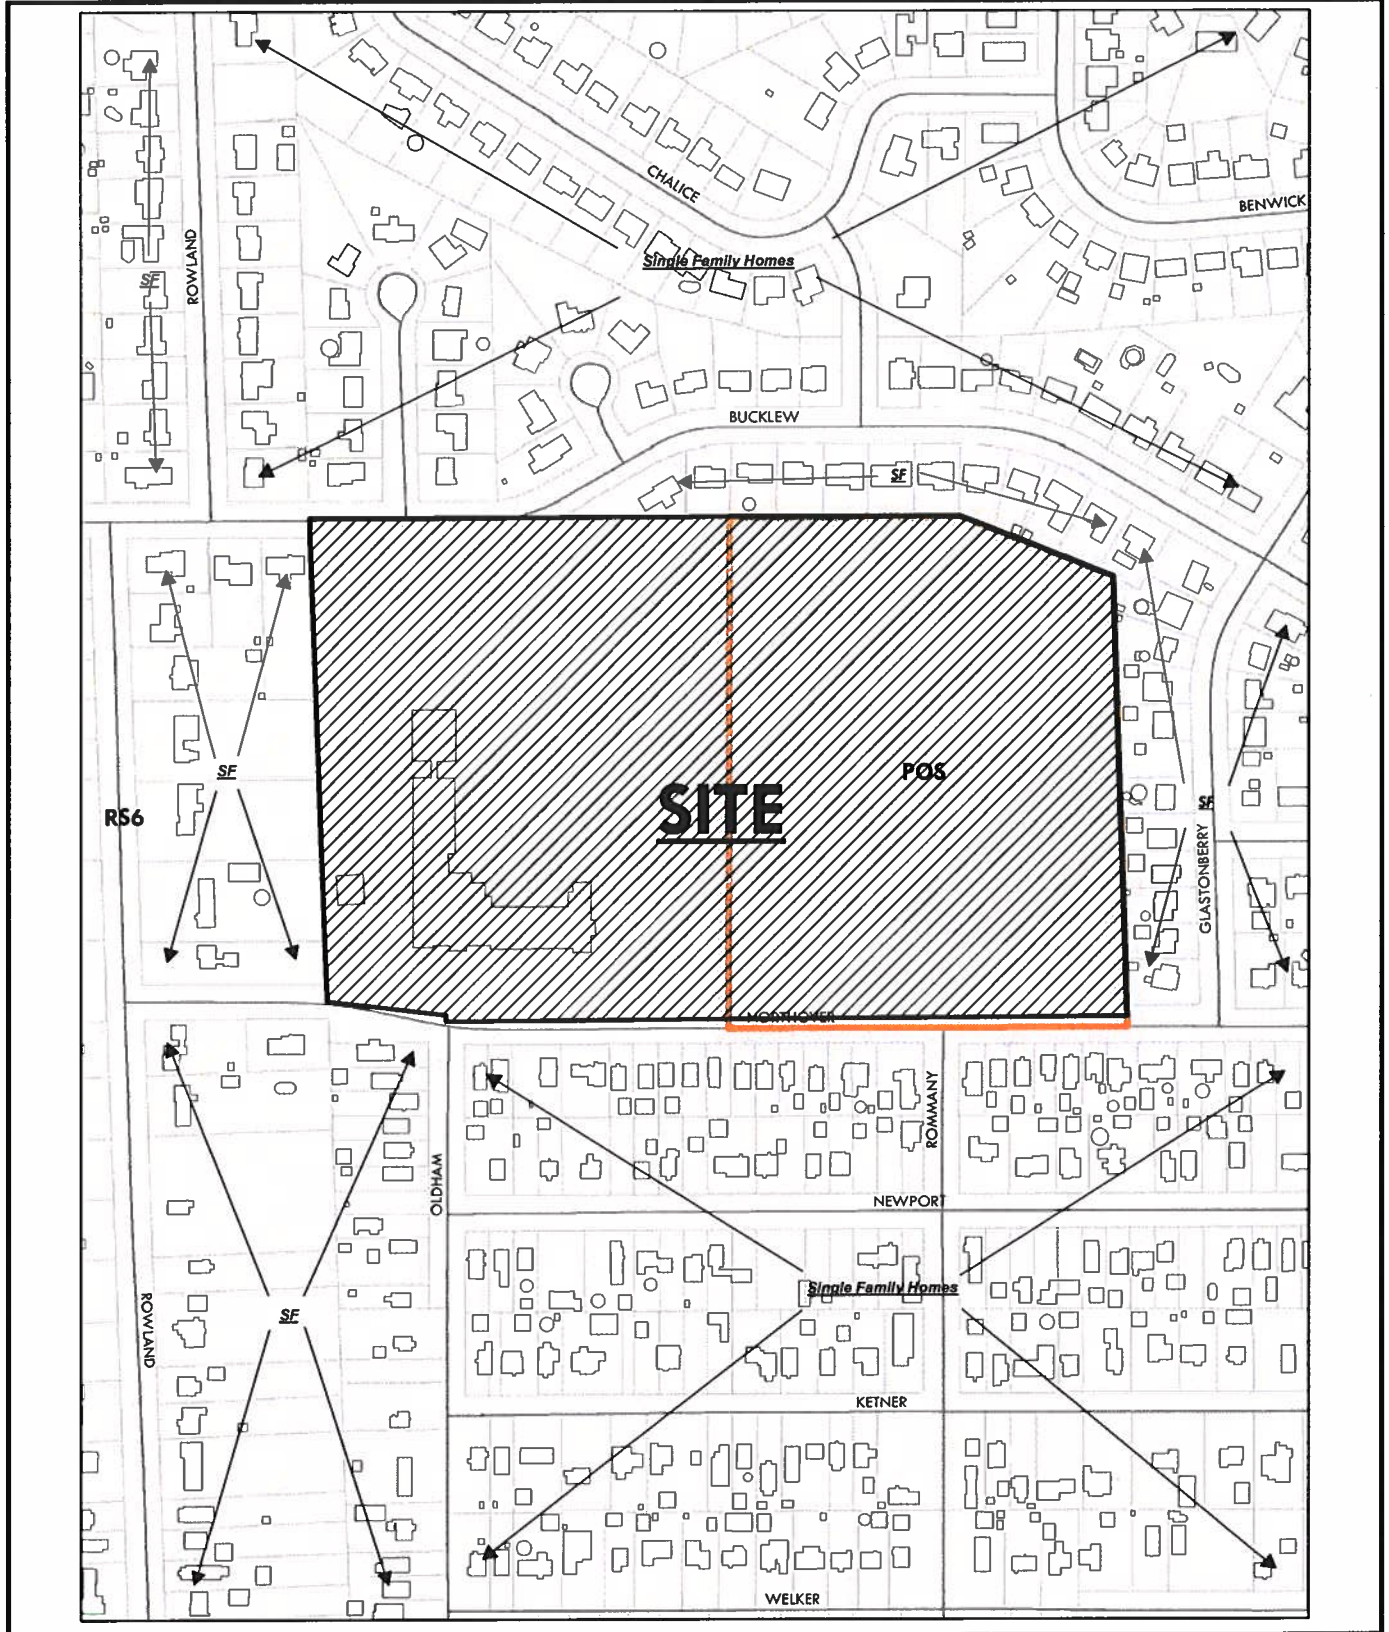 CHALICE
BENWICK
ROWLAND
Single Family Homes
SF
BUCKLEW
SF
SF
POS
SITE
RS6
SF
GLASTONBERRY
NORTHOVER
ROMMANY
OLDHAM
NEWPORT
Single Family Homes
SF
ROWLAND
KETNER
WELKER